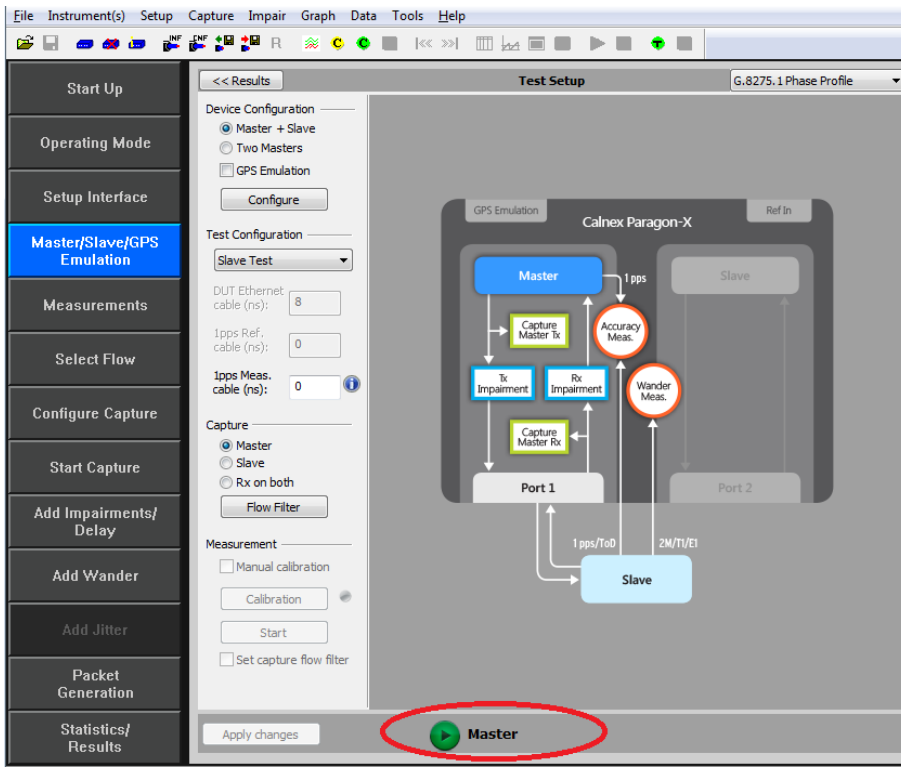 File Instrument(s) Setup Capture Impair Graph Data Tools Help
INF CNF R C C T
Start Up
Operating Mode
Setup Interface
Master/Slave/GPS
Emulation
Measurements
Select Flow
Configure Capture
Start Capture
Add Impairments/
Delay
Add Wander
Add Jitter
Packet
Generation
Statistics/
Results
<< Results
Test Setup
G.8275.1 Phase Profile
Device Configuration
Master + Slave
Two Masters
GPS Emulation
Configure
Test Configuration
Slave Test
DUT Ethernet
cable (ns): 8
1pps Ref.
cable (ns): 0
1pps Meas.
cable (ns): 0
Capture
Master
Slave
Rx on both
Flow Filter
Measurement
Manual calibration
Calibration
Start
Set capture flow filter
Apply changes
GPS Emulation
Calnex Paragon-X
Ref In
Master
1 pps
Slave
Capture
Master Tx
Accuracy
Meas.
Tx
Impairment
Rx
Impairment
Wander
Meas.
Capture
Master Rx
Port 1
Port 2
1 pps/ToD
2M/T1/E1
Slave
Master